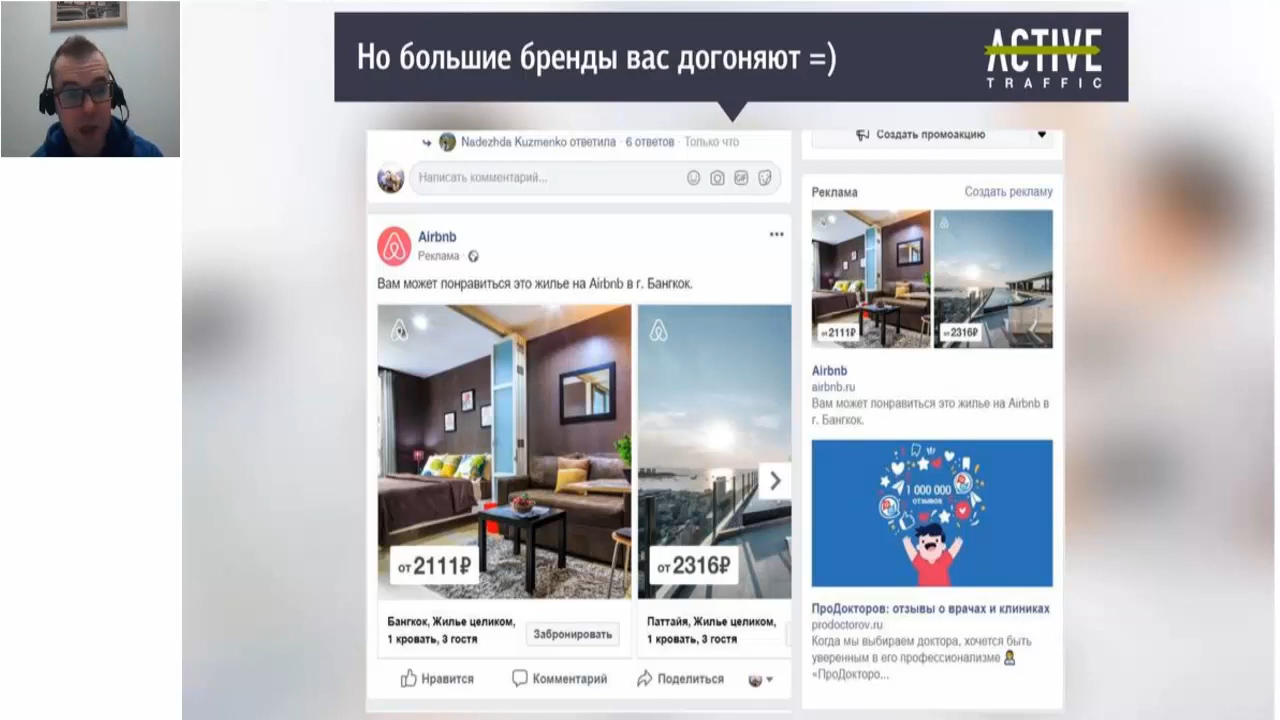 Но большие бренды вас догоняют =)
ACTIVE
TRAFFIC
Nadezhda Kuzmenko ответила · 6 ответов · Только что
Написать комментарий...
GIF
Airbnb
Реклама ·
Вам может понравиться это жилье на Airbnb в г. Бангкок.
от 2111₽
от 2316₽
Бангкок, Жилье целиком,
1 кровать, 3 гостя
Забронировать
Паттайя, Жилье целиком,
1 кровать, 3 гостя
Нравится
Комментарий
Поделиться
Создать промоакцию
Реклама
Создать рекламу
от 2111₽
от 2316₽
Airbnb
airbnb.ru
Вам может понравиться это жилье на Airbnb в
г. Бангкок.
1 000 000
отзывов
ПроДокторов: отзывы о врачах и клиниках
prodoctorov.ru
Когда мы выбираем доктора, хочется быть
уверенным в его профессионализме
«ПроДокторо...